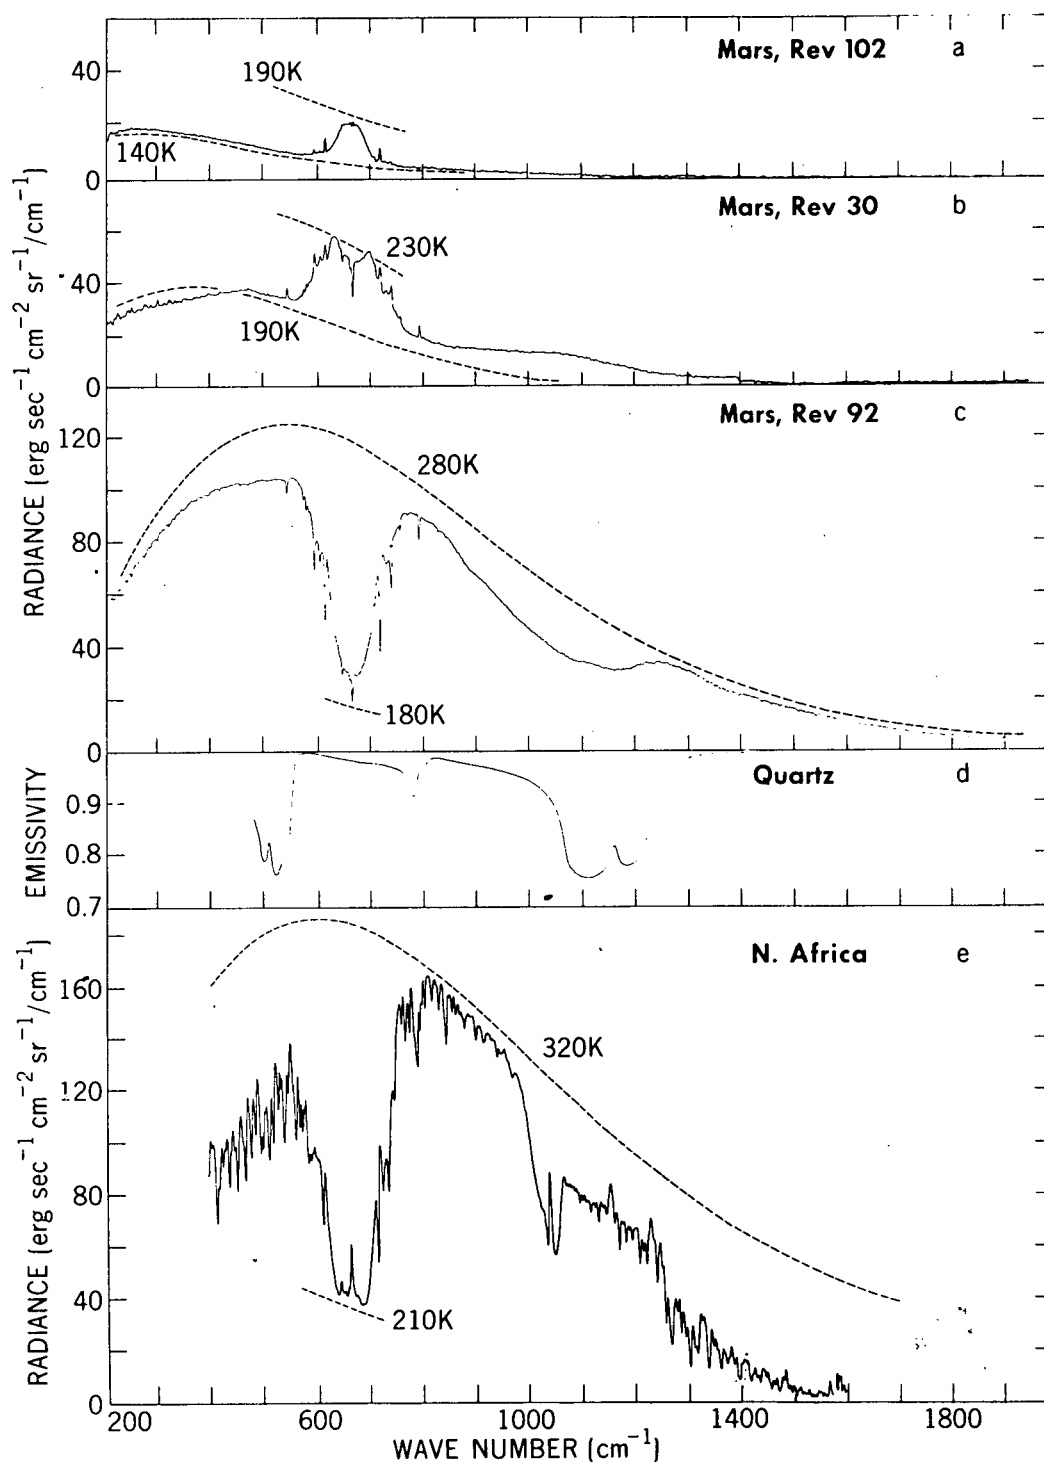 Mars, Rev 102 a
40
190K
140K
0
Mars, Rev 30 b
230K
40
190K
0
RADIANCE (erg sec⁻¹ cm⁻² sr⁻¹/cm⁻¹)
Mars, Rev 92 c
120
280K
80
40
180K
0
Quartz d
EMISSIVITY
0.9
0.8
0.7
N. Africa e
RADIANCE (erg sec⁻¹ cm⁻² sr⁻¹/cm⁻¹)
160
320K
120
80
40
210K
0
200 600 1000 1400 1800
WAVE NUMBER (cm⁻¹)